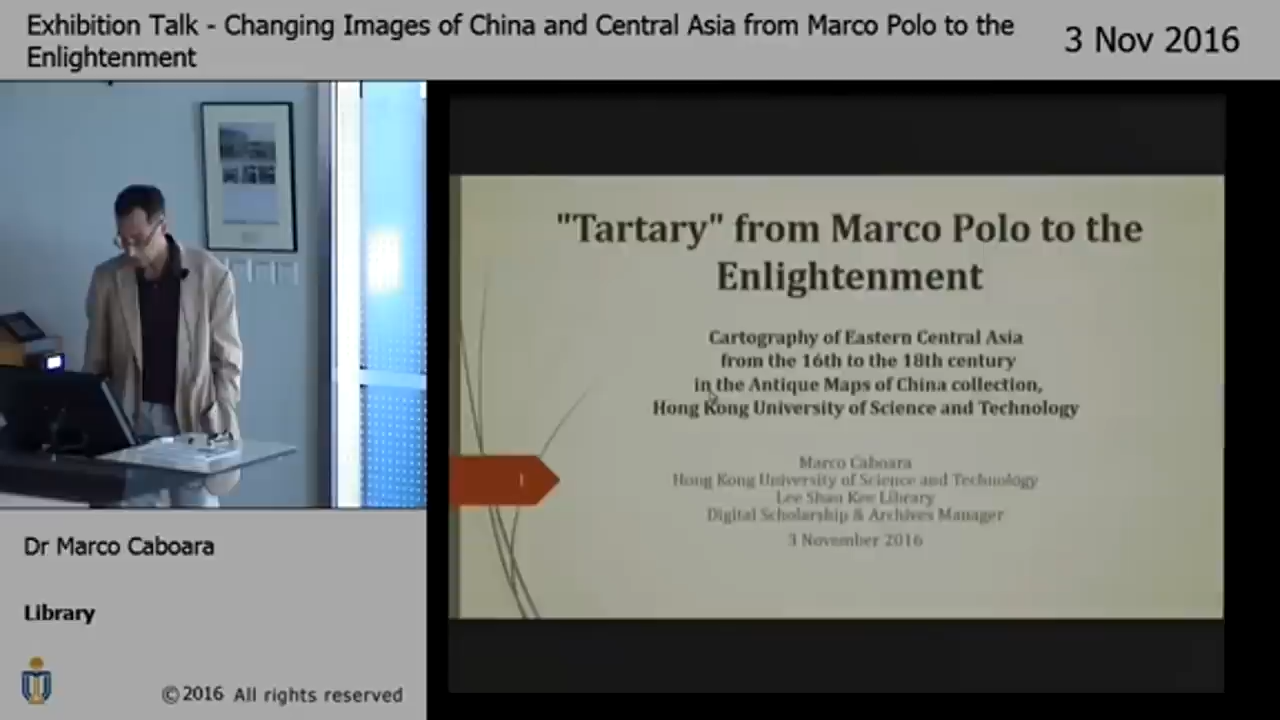 Exhibition Talk - Changing Images of China and Central Asia from Marco Polo to the
Enlightenment
3 Nov 2016
"Tartary" from Marco Polo to the
Enlightenment
Cartography of Eastern Central Asia
from the 16th to the 18th century
in the Antique Maps of China collection,
Hong Kong University of Science and Technology
1
Marco Caboara
Hong Kong University of Science and Technology
Lee Shau Kee Library
Digital Scholarship & Archives Manager
3 November 2016
Dr Marco Caboara
Library
©2016 All rights reserved